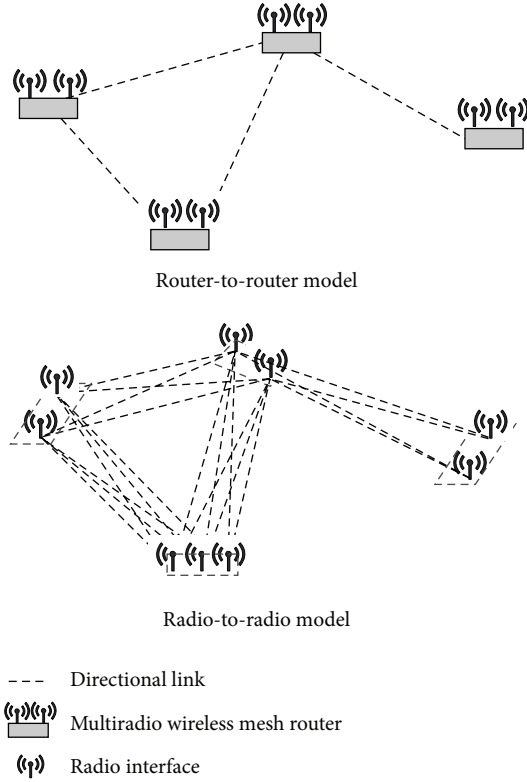 Router-to-router model
Radio-to-radio model
Directional link
Multiradio wireless mesh router
Radio interface